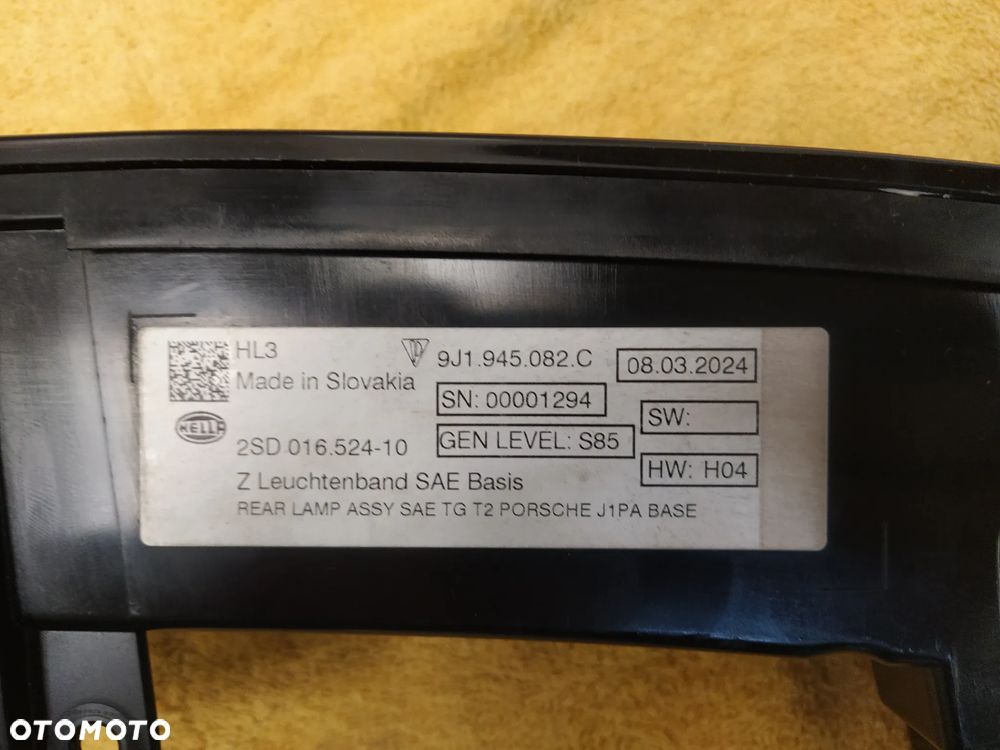 HL3
Made in Slovakia
9J1.945.082.C
08.03.2024
SN: 00001294
SW:
HELLA
2SD 016.524-10
GEN LEVEL: S85
HW: H04
Z Leuchtenband SAE Basis
REAR LAMP ASSY SAE TG T2 PORSCHE J1PA BASE
OTOMOTO